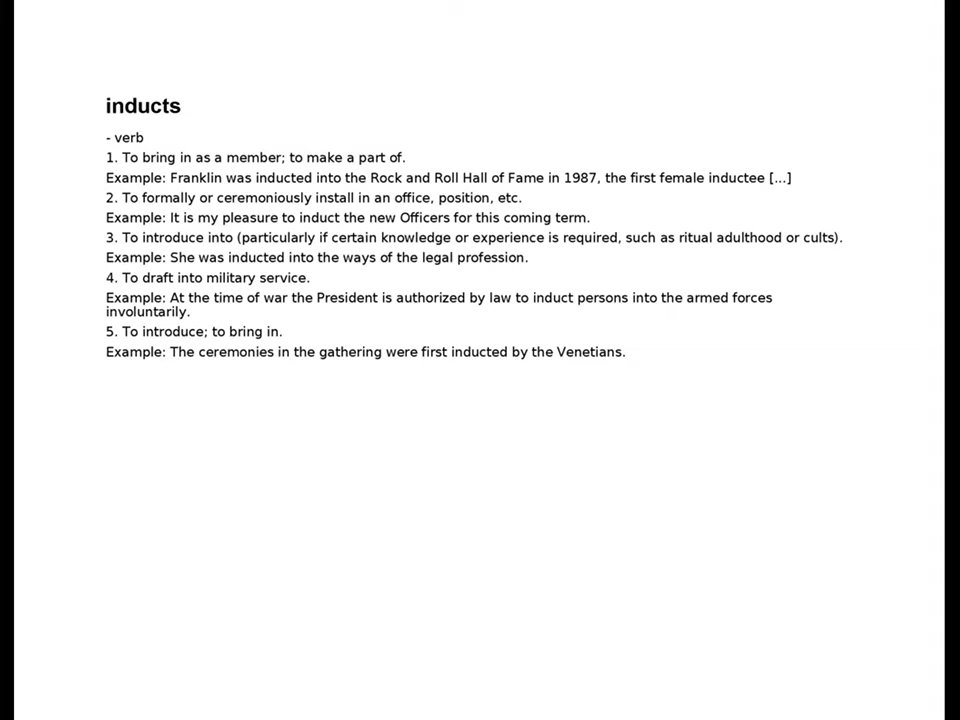 inducts
- verb
1. To bring in as a member; to make a part of.
Example: Franklin was inducted into the Rock and Roll Hall of Fame in 1987, the first female inductee [...]
2. To formally or ceremoniously install in an office, position, etc.
Example: It is my pleasure to induct the new Officers for this coming term.
3. To introduce into (particularly if certain knowledge or experience is required, such as ritual adulthood or cults).
Example: She was inducted into the ways of the legal profession.
4. To draft into military service.
Example: At the time of war the President is authorized by law to induct persons into the armed forces
involuntarily.
5. To introduce; to bring in.
Example: The ceremonies in the gathering were first inducted by the Venetians.